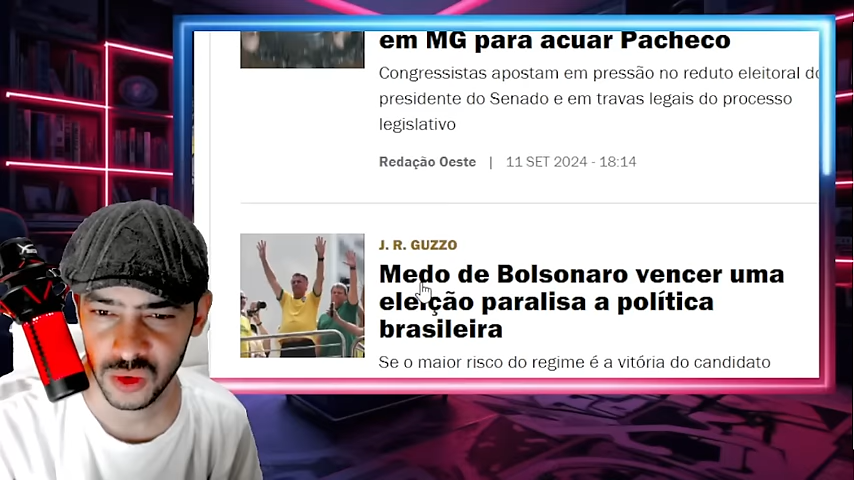 em MG para acuar Pacheco
Congressistas apostam em pressão no reduto eleitoral do
presidente do Senado e em travas legais do processo
legislativo
Redação Oeste | 11 SET 2024 - 18:14
J. R. GUZZO
Medo de Bolsonaro vencer uma
eleição paralisa a política
brasileira
Se o maior risco do regime é a vitória do candidato